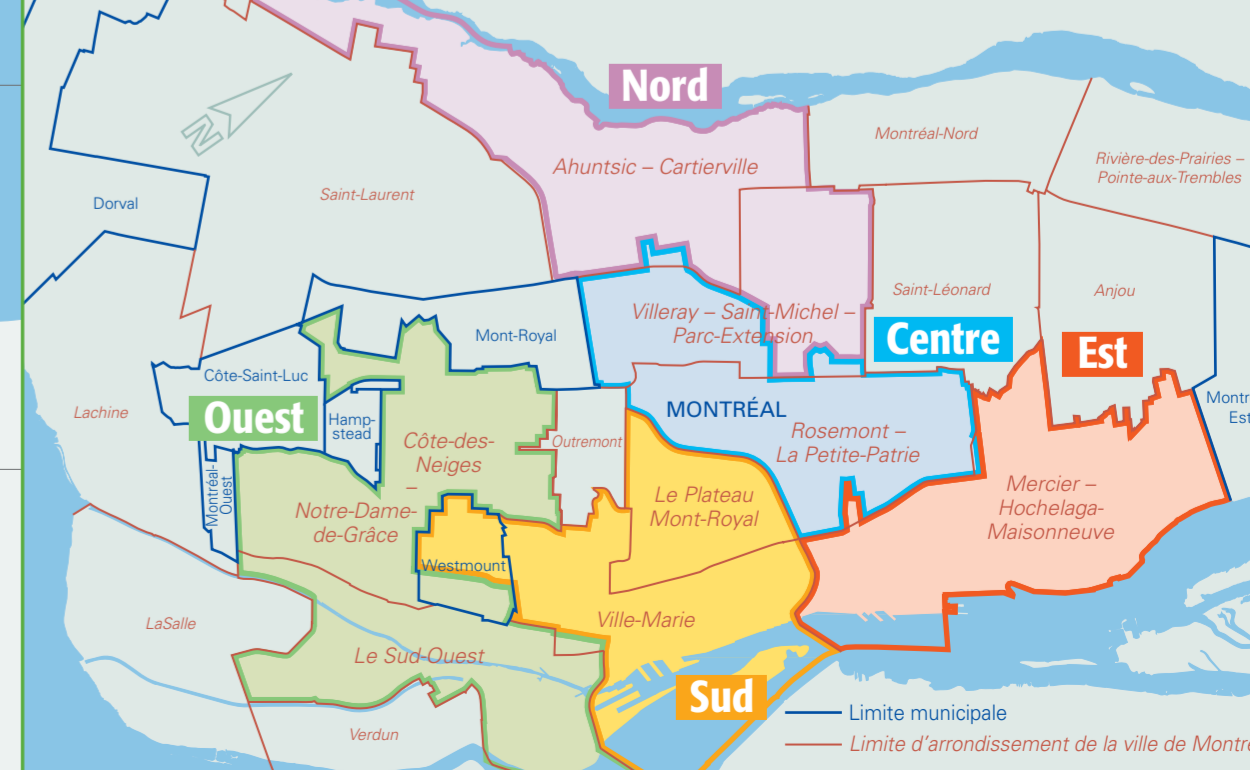 Nord
Montréal-Nord
Rivière-des-Prairies –
Pointe-aux-Trembles
Ahuntsic – Cartierville
N
Dorval
Saint-Laurent
Saint-Léonard
Anjou
Villeray – Saint-Michel –
Parc-Extension
Mont-Royal
Centre
Est
Côte-Saint-Luc
Lachine
Ouest
Hamp-
stead
MONTRÉAL
Montr
Est
Côte-des-
Neiges
–
Notre-Dame-
de-Grâce
Outremont
Rosemont –
La Petite-Patrie
Montréal-
Ouest
Le Plateau
Mont-Royal
Mercier –
Hochelaga-
Maisonneuve
Westmount
LaSalle
Ville-Marie
Le Sud-Ouest
Sud
Verdun
Limite municipale
Limite d'arrondissement de la ville de Montré